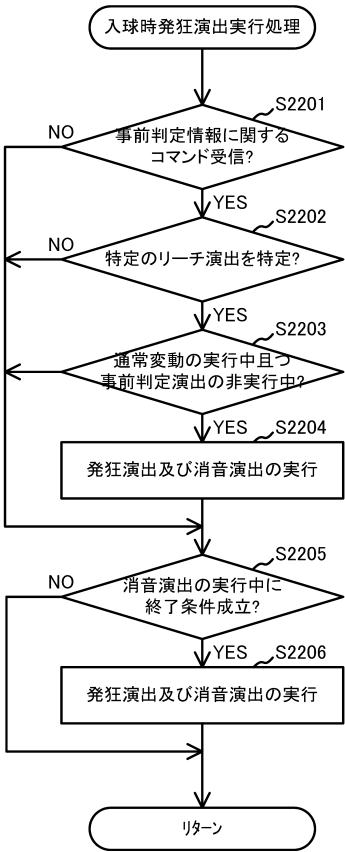 入球時発狂演出実行処理
S2201
NO
事前判定情報に関する
コマンド受信?
YES
S2202
NO
特定のリーチ演出を特定?
YES
S2203
通常変動の実行中且つ
事前判定演出の非実行中?
YES
S2204
発狂演出及び消音演出の実行
S2205
NO
消音演出の実行中に
終了条件成立?
YES
S2206
発狂演出及び消音演出の実行
リターン